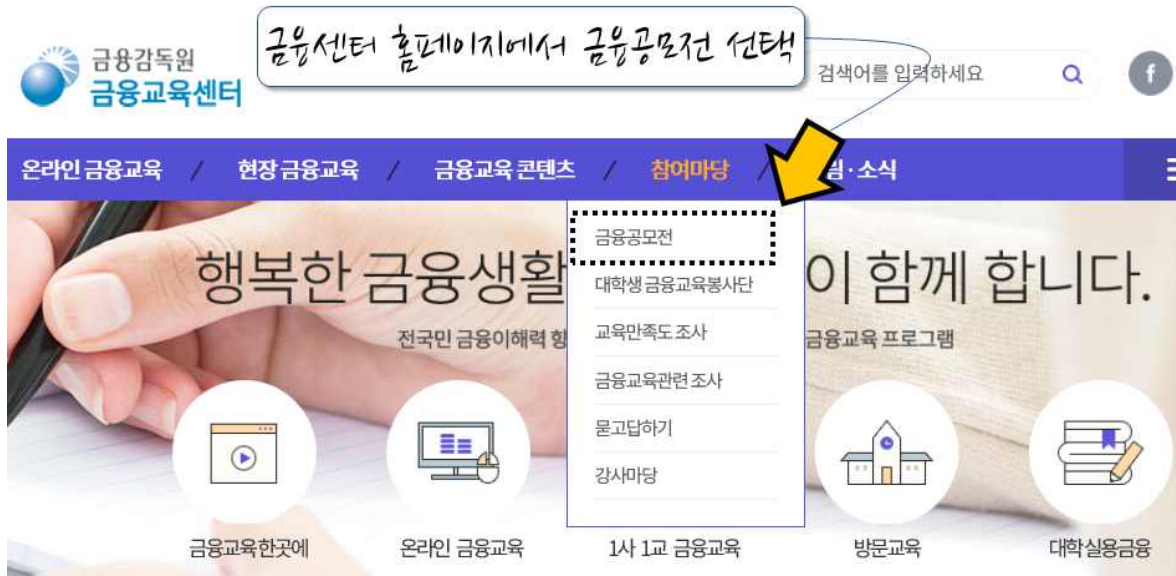 금융센터 홈페이지에서 금융공모전 선택
금융감독원
금융교육센터
검색어를 입력하세요
f
온라인 금융교육 / 현장 금융교육 / 금융교육 콘텐츠 / 참여마당 / 림·소식
금융공모전
대학생 금융교육봉사단
교육만족도 조사
금융교육관련 조사
묻고답하기
강사마당
행복한 금융생활 이 함께 합니다.
전국민 금융이해력 향 금융교육 프로그램
금융교육 한곳에
온라인 금융교육
1사 1교 금융교육
방문교육
대학 실용금융